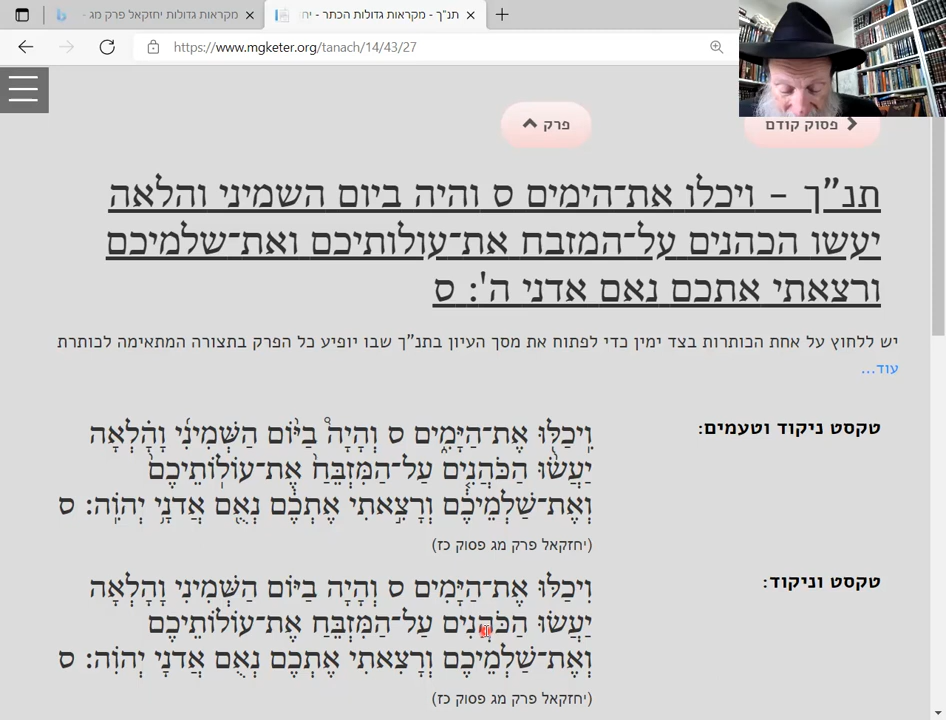 מקראות גדולות יחזקאל פרק מג -
תנ"ך - מקראות גדולות הכתר - יח
https://www.mgketer.org/tanach/14/43/27
פסוק קודם
פרק
תנ"ך - ויכלו את־הימים ס והיה ביום השמיני והלאה
יעשו הכהנים על־המזבח את־עולותיכם ואת־שלמיכם
ורצאתי אתכם נאם אדני ה': ס
יש ללחוץ על אחת הכותרות בצד ימין כדי לפתוח את מסך העיון בתנ"ך שבו יופיע כל הפרק בתצורה המתאימה לכותרת
עוד...
טקסט ניקוד וטעמים:
וִֽיכַלּ֖וּ אֶת־הַיָּמִ֑ים ס וְהָיָה֩ בַיּ֨וֹם הַשְּׁמִינִ֜י וָהָ֗לְאָה
יַעֲשׂ֨וּ הַכֹּהֲנִ֤ים עַל־הַמִּזְבֵּ֙חַ֙ אֶת־עוֹלֽוֹתֵיכֶם֙
וְאֶת־שַׁלְמֵיכֶ֔ם וְרָצִ֣אתִי אֶתְכֶ֔ם נְאֻ֖ם אֲדֹנָ֥י יְהֹוִֽה: ס
(יחזקאל פרק מג פסוק כז)
טקסט וניקוד:
וִיכַלּוּ אֶת־הַיָּמִים ס וְהָיָה בַיּוֹם הַשְּׁמִינִי וָהָלְאָה
יַעֲשׂוּ הַכֹּהֲנִים עַל־הַמִּזְבֵּחַ אֶת־עוֹלוֹתֵיכֶם
וְאֶת־שַׁלְמֵיכֶם וְרָצִאתִי אֶתְכֶם נְאֻם אֲדֹנָי יְהֹוִה: ס
(יחזקאל פרק מג פסוק כז)